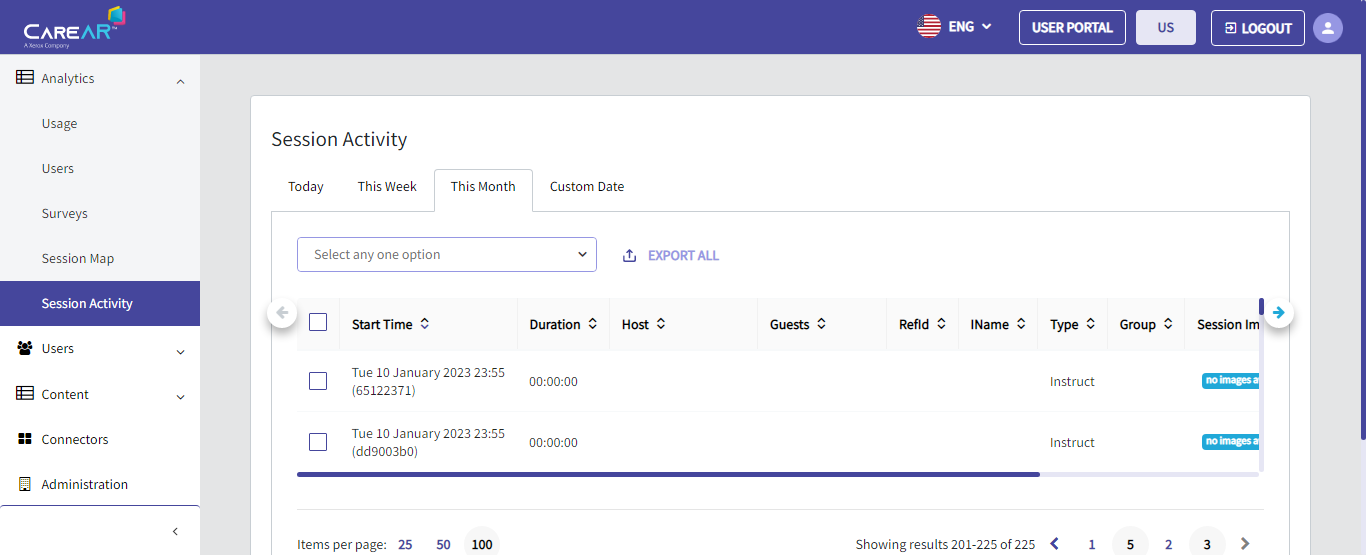 CAREAR™
A Xerox Company
ENG
USER PORTAL
US
LOGOUT
Analytics
Usage
Users
Surveys
Session Map
Session Activity
Users
Content
Connectors
Administration
Session Activity
Today This Week This Month Custom Date
Select any one option
EXPORT ALL
Start Time Duration Host Guests RefId IName Type Group Session Im
Tue 10 January 2023 23:55 00:00:00 Instruct no images a
(65122371)
Tue 10 January 2023 23:55 00:00:00 Instruct no images a
(dd9003b0)
Items per page: 25 50 100 Showing results 201-225 of 225 1 5 2 3